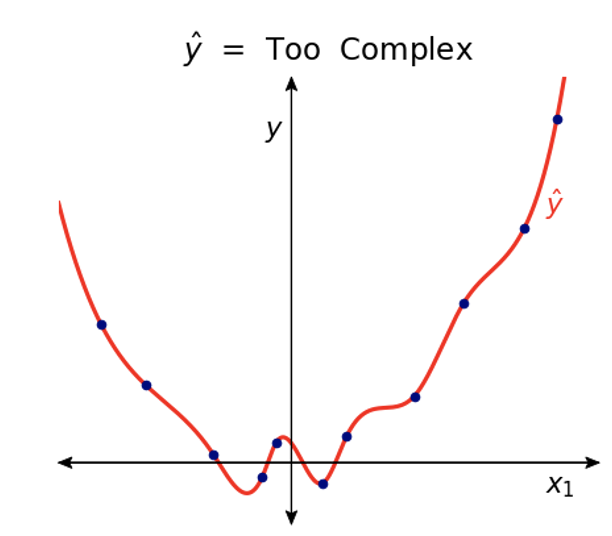 ŷ = Too Complex
y
ŷ
x₁